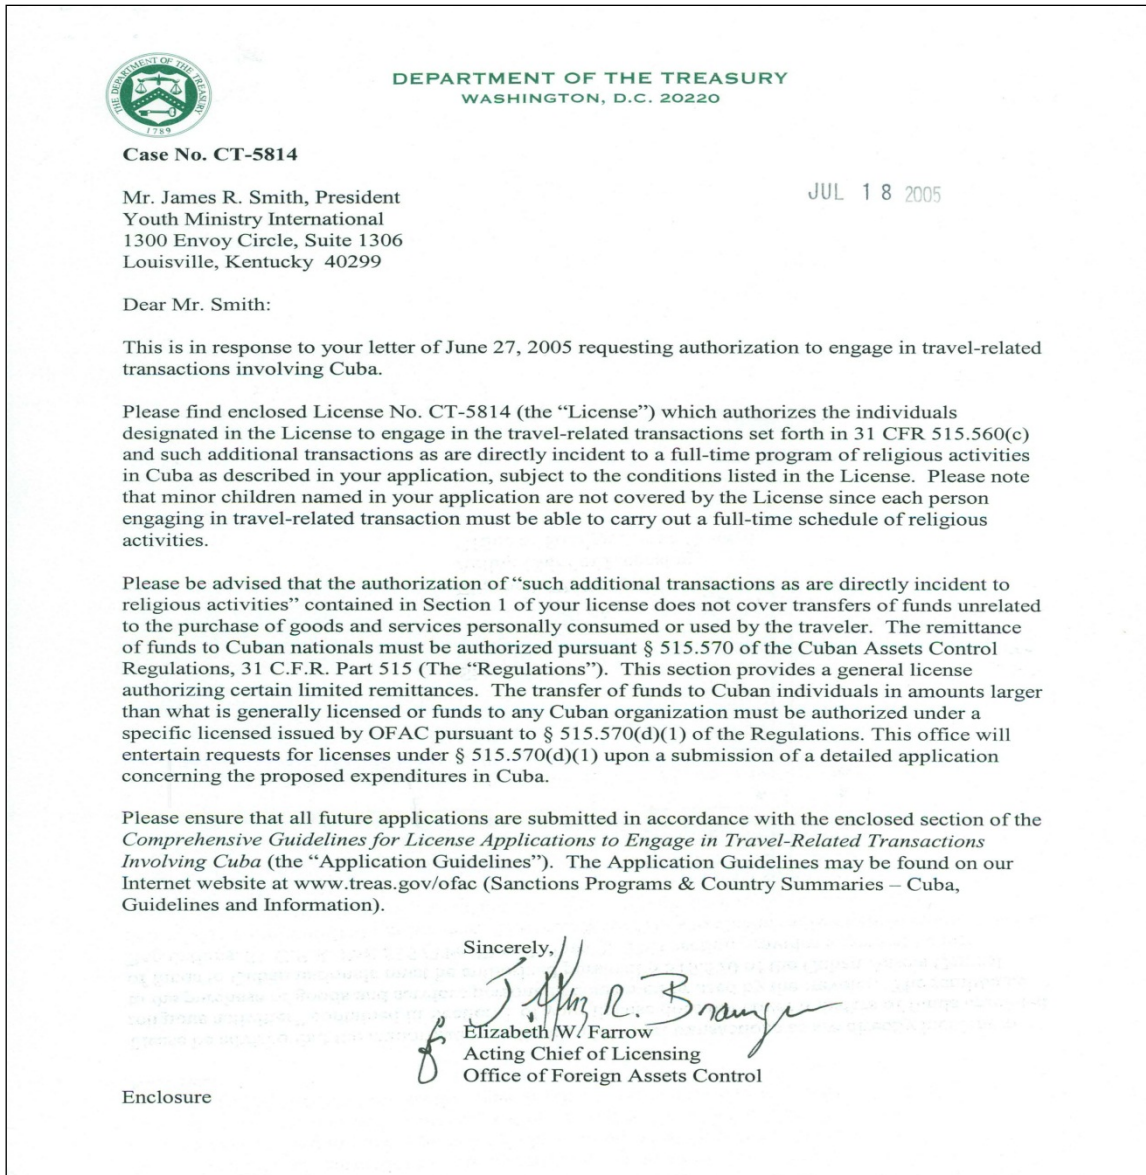 THE DEPARTMENT OF THE TREASURY
1789
DEPARTMENT OF THE TREASURY
WASHINGTON, D.C. 20220
Case No. CT-5814
JUL 18 2005
Mr. James R. Smith, President
Youth Ministry International
1300 Envoy Circle, Suite 1306
Louisville, Kentucky 40299
Dear Mr. Smith:
This is in response to your letter of June 27, 2005 requesting authorization to engage in travel-related
transactions involving Cuba.
Please find enclosed License No. CT-5814 (the “License”) which authorizes the individuals
designated in the License to engage in the travel-related transactions set forth in 31 CFR 515.560(c)
and such additional transactions as are directly incident to a full-time program of religious activities
in Cuba as described in your application, subject to the conditions listed in the License. Please note
that minor children named in your application are not covered by the License since each person
engaging in travel-related transaction must be able to carry out a full-time schedule of religious
activities.
Please be advised that the authorization of “such additional transactions as are directly incident to
religious activities” contained in Section 1 of your license does not cover transfers of funds unrelated
to the purchase of goods and services personally consumed or used by the traveler. The remittance
of funds to Cuban nationals must be authorized pursuant § 515.570 of the Cuban Assets Control
Regulations, 31 C.F.R. Part 515 (The “Regulations”). This section provides a general license
authorizing certain limited remittances. The transfer of funds to Cuban individuals in amounts larger
than what is generally licensed or funds to any Cuban organization must be authorized under a
specific licensed issued by OFAC pursuant to § 515.570(d)(1) of the Regulations. This office will
entertain requests for licenses under § 515.570(d)(1) upon a submission of a detailed application
concerning the proposed expenditures in Cuba.
Please ensure that all future applications are submitted in accordance with the enclosed section of the
Comprehensive Guidelines for License Applications to Engage in Travel-Related Transactions
Involving Cuba (the “Application Guidelines”). The Application Guidelines may be found on our
Internet website at www.treas.gov/ofac (Sanctions Programs & Country Summaries – Cuba,
Guidelines and Information).
Sincerely,
R.
Elizabeth W. Farrow
Acting Chief of Licensing
Office of Foreign Assets Control
Enclosure